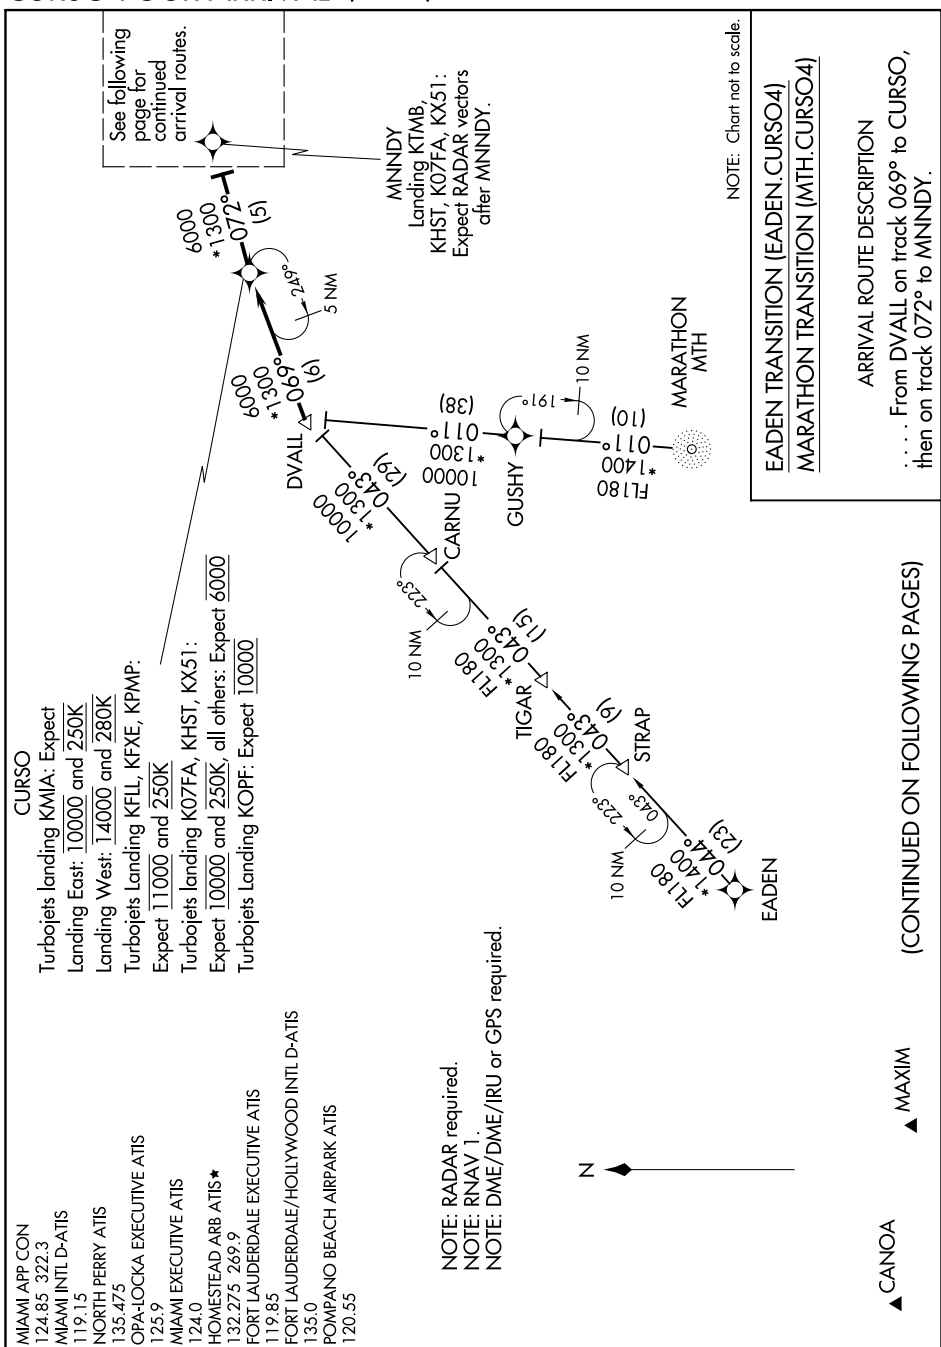 MIAMI APP CON
124.85 322.3
MIAMI INTL D-ATIS
119.15
NORTH PERRY ATIS
135.475
OPA-LOCKA EXECUTIVE ATIS
125.9
MIAMI EXECUTIVE ATIS
124.0
HOMESTEAD ARB ATIS★
132.275 269.9
FORT LAUDERDALE EXECUTIVE ATIS
119.85
FORT LAUDERDALE/HOLLYWOOD INTL D-ATIS
135.0
POMPANO BEACH AIRPARK ATIS
120.55
CURSO
Turbojets landing KMIA: Expect
Landing East: 10000 and 250K
Landing West: 14000 and 280K
Turbojets Landing KFLL, KFXE, KPMP:
Expect 11000 and 250K
Turbojets landing K07FA, KHST, KX51:
Expect 10000 and 250K, all others: Expect 6000
Turbojets Landing KOPF: Expect 10000
See following
page for
continued
arrival routes.
MNNDY
Landing KTMB,
KHST, K07FA, KX51:
Expect RADAR vectors
after MNNDY.
6000
*1300
072°
(5)
249°
5 NM
6000
*1300
069°
(6)
DVALL
10000
*1300
043°
(29)
10000
*1300
011°
(38)
GUSHY
191°
10 NM
FL180
*1400
011°
(10)
MARATHON
MTH
CARNU
223°
10 NM
FL180
*1300
043°
(15)
TIGAR
FL180
*1300
043°
(9)
STRAP
223°
043°
10 NM
FL180
*1400
044°
(23)
EADEN
NOTE: RADAR required.
NOTE: RNAV 1.
NOTE: DME/DME/IRU or GPS required.
N
CANOA
MAXIM
(CONTINUED ON FOLLOWING PAGES)
NOTE: Chart not to scale.
EADEN TRANSITION (EADEN.CURSO4)
MARATHON TRANSITION (MTH.CURSO4)
ARRIVAL ROUTE DESCRIPTION
. . . . From DVALL on track 069° to CURSO,
then on track 072° to MNNDY.